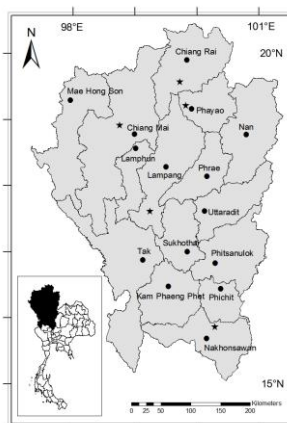 98°E
101°E
N
20°N
Chiang Rai
Mae Hong Son
Phayao
Chiang Mai
Nan
Lamphun
Lampang
Phrae
Uttaradit
Sukhothai
Tak
Phitsanulok
Kam Phaeng Phet
Phichit
Nakhonsawan
Kilometers
0 25 50 100 150 200
15°N